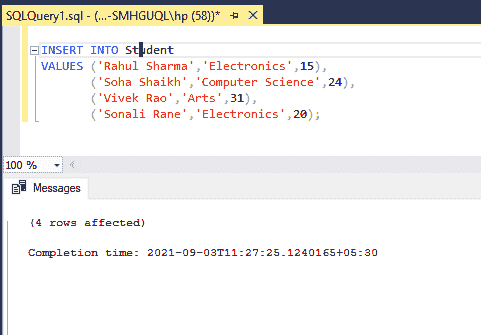 SQLQuery1.sql - (...-SMHGUQL\hp (58))*
INSERT INTO Student
VALUES ('Rahul Sharma','Electronics',15),
('Soha Shaikh','Computer Science',24),
('Vivek Rao','Arts',31),
('Sonali Rane','Electronics',20);
100 %
Messages
(4 rows affected)
Completion time: 2021-09-03T11:27:25.1240165+05:30